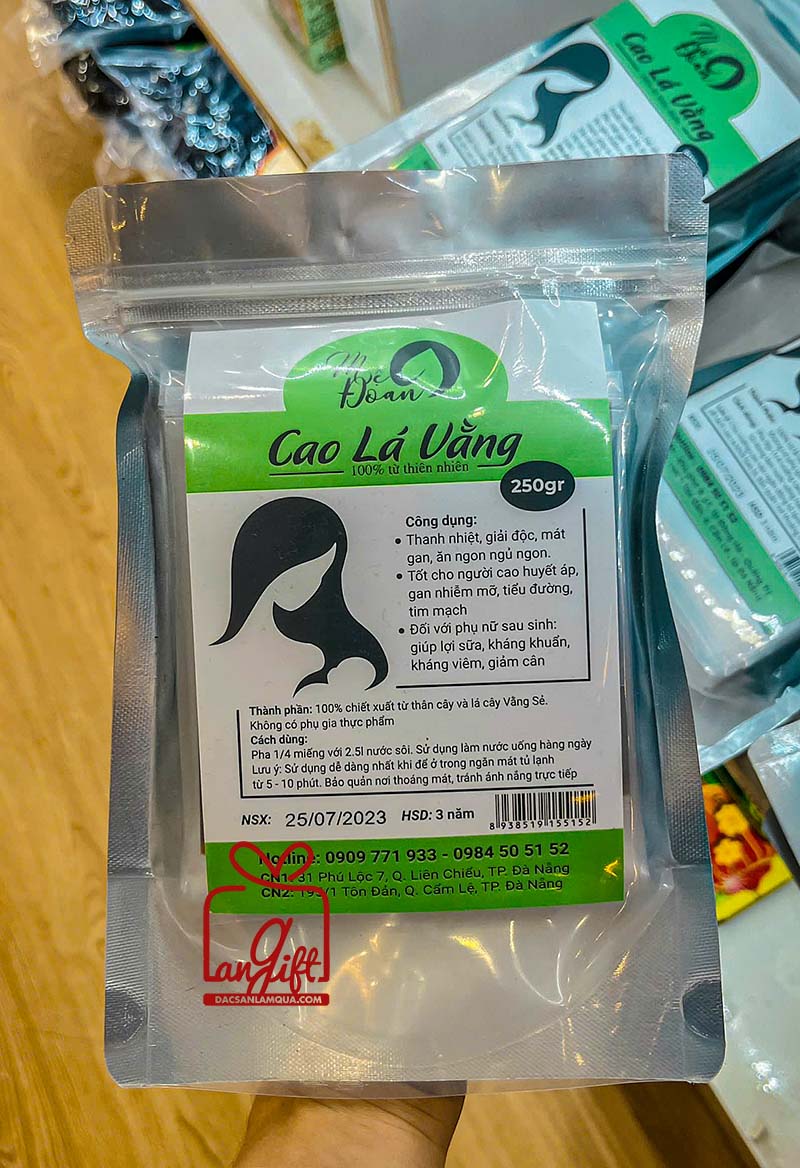 Mẹ
Đoan
Cao Lá Vằng
100% từ thiên nhiên
250gr
Công dụng:
• Thanh nhiệt, giải độc, mát
gan, ăn ngon ngủ ngon.
• Tốt cho người cao huyết áp,
gan nhiễm mỡ, tiểu đường,
tim mạch
• Đối với phụ nữ sau sinh:
giúp lợi sữa, kháng khuẩn,
kháng viêm, giảm cân
Thành phần: 100% chiết xuất từ thân cây và lá cây Vằng Sẻ.
Không có phụ gia thực phẩm
Cách dùng:
Pha 1/4 miếng với 2.5l nước sôi. Sử dụng làm nước uống hàng ngày
Lưu ý: Sử dụng dễ dàng nhất khi để ở trong ngăn mát tủ lạnh
từ 5 - 10 phút. Bảo quản nơi thoáng mát, tránh ánh nắng trực tiếp
NSX: 25/07/2023 HSD: 3 năm
8 938519 155152
Hotline: 0909 771 933 - 0984 50 51 52
CN1: 31 Phú Lộc 7, Q. Liên Chiểu, TP. Đà Nẵng
CN2: 193/1 Tôn Đản, Q. Cẩm Lệ, TP. Đà Nẵng
Langift
DACSANLAMQUA.COM
Mẹ
Đoan
Cao Lá Vằng